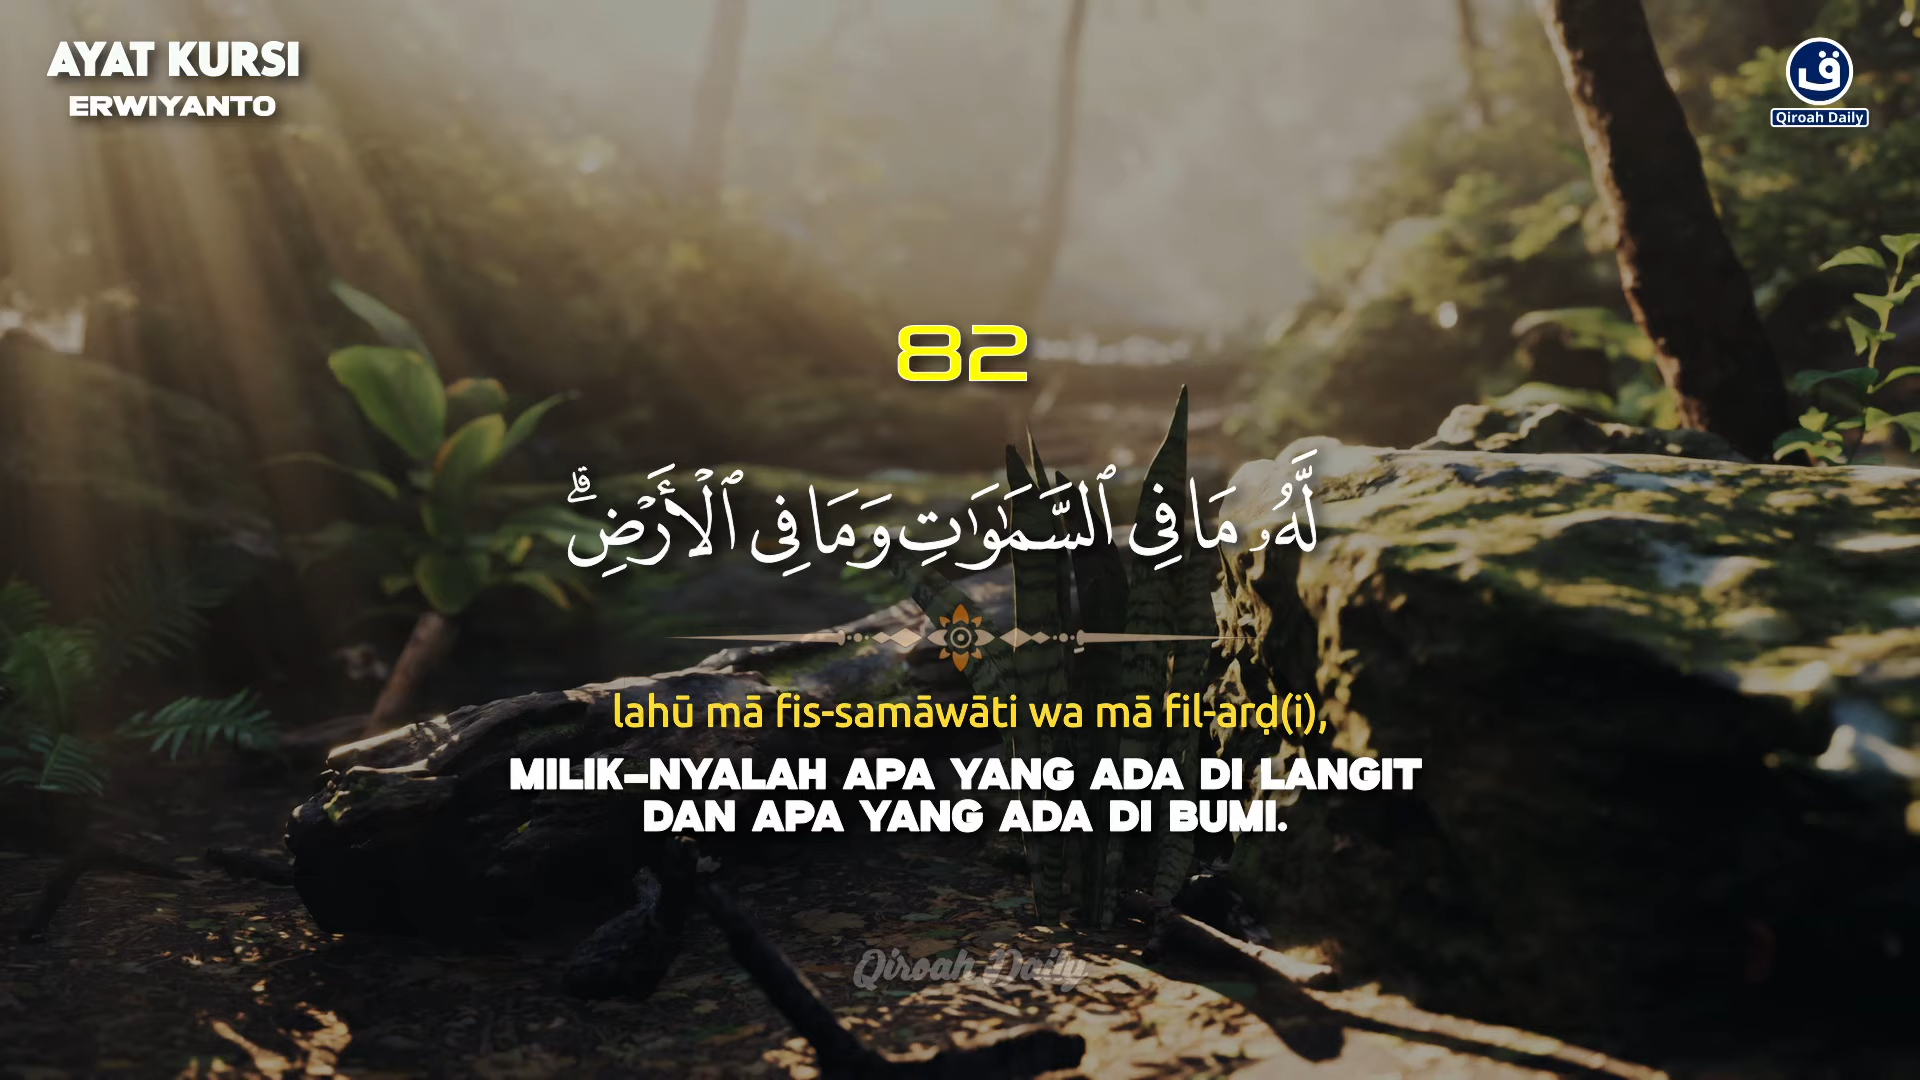 AYAT KURSI
ERWIYANTO
ق
Qiroah Daily
82
لَّهُۥ مَا فِى ٱلسَّمَـٰوَٰتِ وَمَا فِى ٱلْأَرْضِ ۗ
lahū mā fis-samāwāti wa mā fil-arḍ(i),
MILIK-NYALAH APA YANG ADA DI LANGIT
DAN APA YANG ADA DI BUMI.
Qiroah Daily